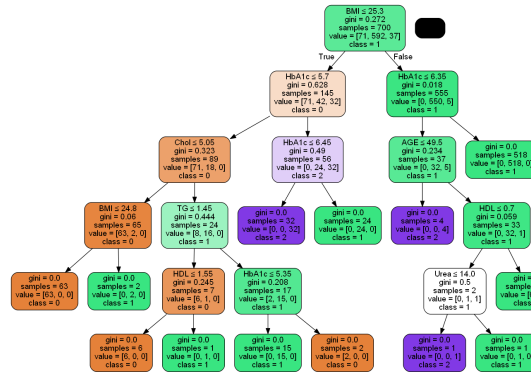 BMI ≤ 25.3
gini = 0.272
samples = 700
value = [71, 592, 37]
class = 1
True
False
HbA1c ≤ 5.7
gini = 0.628
samples = 145
value = [71, 42, 32]
class = 0
HbA1c ≤ 6.35
gini = 0.018
samples = 555
value = [0, 550, 5]
class = 1
Chol ≤ 5.05
gini = 0.323
samples = 89
value = [71, 18, 0]
class = 0
HbA1c ≤ 6.45
gini = 0.49
samples = 56
value = [0, 24, 32]
class = 2
AGE ≤ 49.5
gini = 0.234
samples = 37
value = [0, 32, 5]
class = 1
gini = 0.0
samples = 518
value = [0, 518, 0]
class = 1
BMI ≤ 24.8
gini = 0.06
samples = 65
value = [63, 2, 0]
class = 0
TG ≤ 1.45
gini = 0.444
samples = 24
value = [8, 16, 0]
class = 1
gini = 0.0
samples = 32
value = [0, 0, 32]
class = 2
gini = 0.0
samples = 24
value = [0, 24, 0]
class = 1
gini = 0.0
samples = 4
value = [0, 0, 4]
class = 2
HDL ≤ 0.7
gini = 0.059
samples = 33
value = [0, 32, 1]
class = 1
gini = 0.0
samples = 63
value = [63, 0, 0]
class = 0
gini = 0.0
samples = 2
value = [0, 2, 0]
class = 1
HDL ≤ 1.55
gini = 0.245
samples = 7
value = [6, 1, 0]
class = 0
HbA1c ≤ 5.35
gini = 0.208
samples = 17
value = [2, 15, 0]
class = 1
Urea ≤ 14.0
gini = 0.5
samples = 2
value = [0, 1, 1]
class = 1
gini = 0.0
samples = 6
value = [6, 0, 0]
class = 0
gini = 0.0
samples = 1
value = [0, 1, 0]
class = 1
gini = 0.0
samples = 15
value = [0, 15, 0]
class = 1
gini = 0.0
samples = 2
value = [2, 0, 0]
class = 0
gini = 0.0
samples = 1
value = [0, 0, 1]
class = 2
gini = 0.0
samples = 1
value = [0, 1, 0]
class = 1